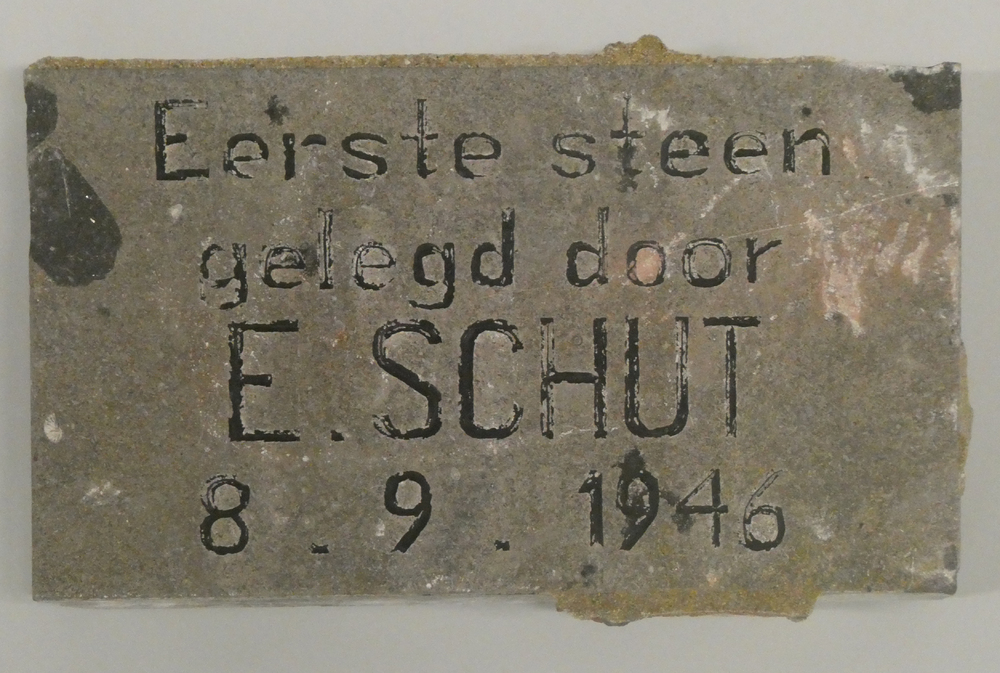 Eerste steen
gelegd door
E. SCHUT
8 . 9 . 1946